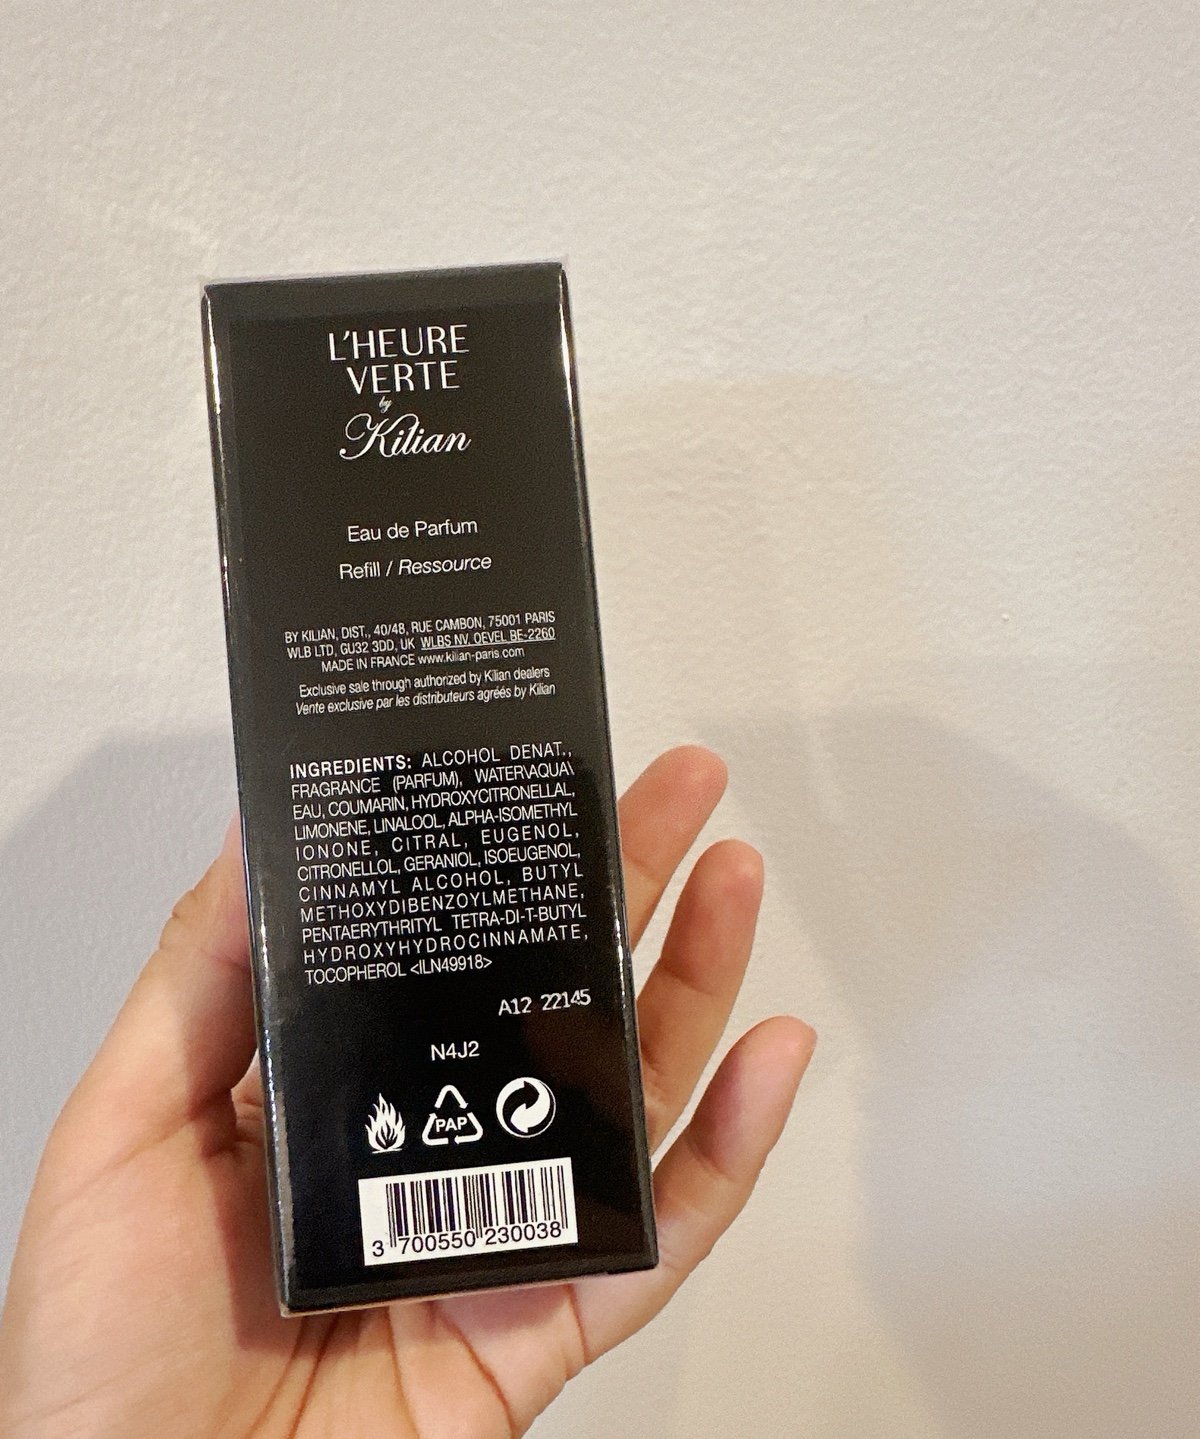 L'HEURE
VERTE
by
Kilian
Eau de Parfum
Refill / Ressource
BY KILIAN, DIST., 40/48, RUE CAMBON, 75001 PARIS
WLB LTD, GU32 3DD, UK WLBS NV, OEVEL BE-2260
MADE IN FRANCE www.kilian-paris.com
Exclusive sale through authorized by Kilian dealers
Vente exclusive par les distributeurs agréés by Kilian
INGREDIENTS: ALCOHOL DENAT.,
FRAGRANCE (PARFUM), WATER\AQUA\
EAU, COUMARIN, HYDROXYCITRONELLAL,
LIMONENE, LINALOOL, ALPHA-ISOMETHYL
IONONE, CITRAL, EUGENOL,
CITRONELLOL, GERANIOL, ISOEUGENOL,
CINNAMYL ALCOHOL, BUTYL
METHOXYDIBENZOYLMETHANE,
PENTAERYTHRITYL TETRA-DI-T-BUTYL
HYDROXYHYDROCINNAMATE,
TOCOPHEROL <ILN49918>
A12 22145
N4J2
PAP
3 700550 230038